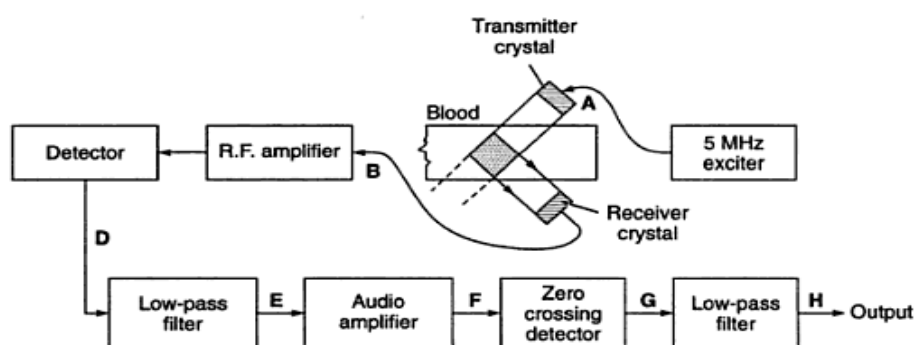 Transmitter
crystal
A
Blood
Detector
R.F. amplifier
B
5 MHz
exciter
Receiver
crystal
D
Low-pass
filter
E
Audio
amplifier
F
Zero
crossing
detector
G
Low-pass
filter
H
Output